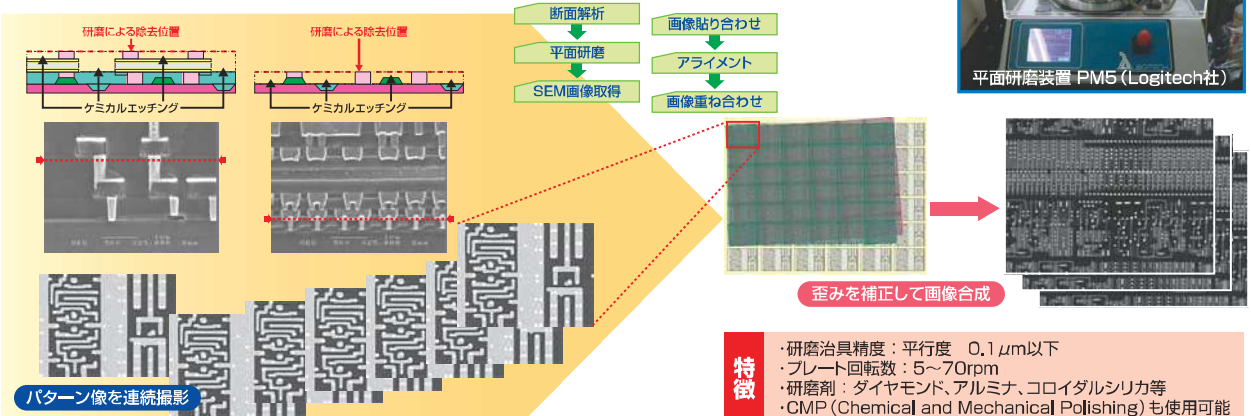 研磨による除去位置
ケミカルエッチング
研磨による除去位置
ケミカルエッチング
断面解析
平面研磨
SEM画像取得
画像貼り合わせ
アライメント
画像重ね合わせ
平面研磨装置 PM5（Logitech社）
パターン像を連続撮影
歪みを補正して画像合成
特徴
・研磨治具精度：平行度　0.1μm以下
・プレート回転数：5〜70rpm
・研磨剤：ダイヤモンド、アルミナ、コロイダルシリカ等
・CMP（Chemical and Mechanical Polishing）も使用可能